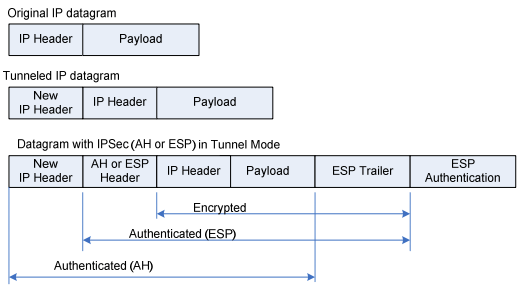 Original IP datagram
IP Header
Payload
Tunneled IP datagram
New
IP Header
IP Header
Payload
Datagram with IPSec (AH or ESP) in Tunnel Mode
New
IP Header
AH or ESP
Header
IP Header
Payload
ESP Trailer
ESP
Authentication
Encrypted
Authenticated (ESP)
Authenticated (AH)